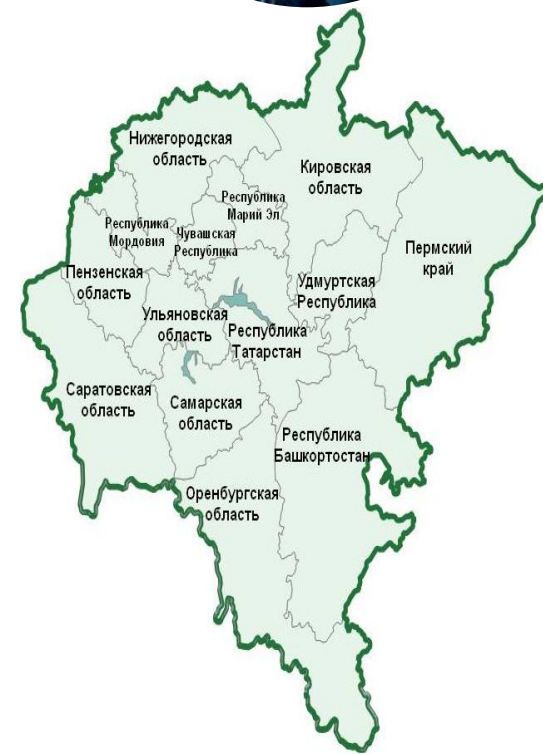 Нижегородская
область
Кировская
область
Республика
Марий Эл
Республика
Мордовия
Чувашская
Республика
Пермский
край
Пензенская
область
Удмуртская
Республика
Ульяновская
область
Республика
Татарстан
Саратовская
область
Самарская
область
Республика
Башкортостан
Оренбургская
область